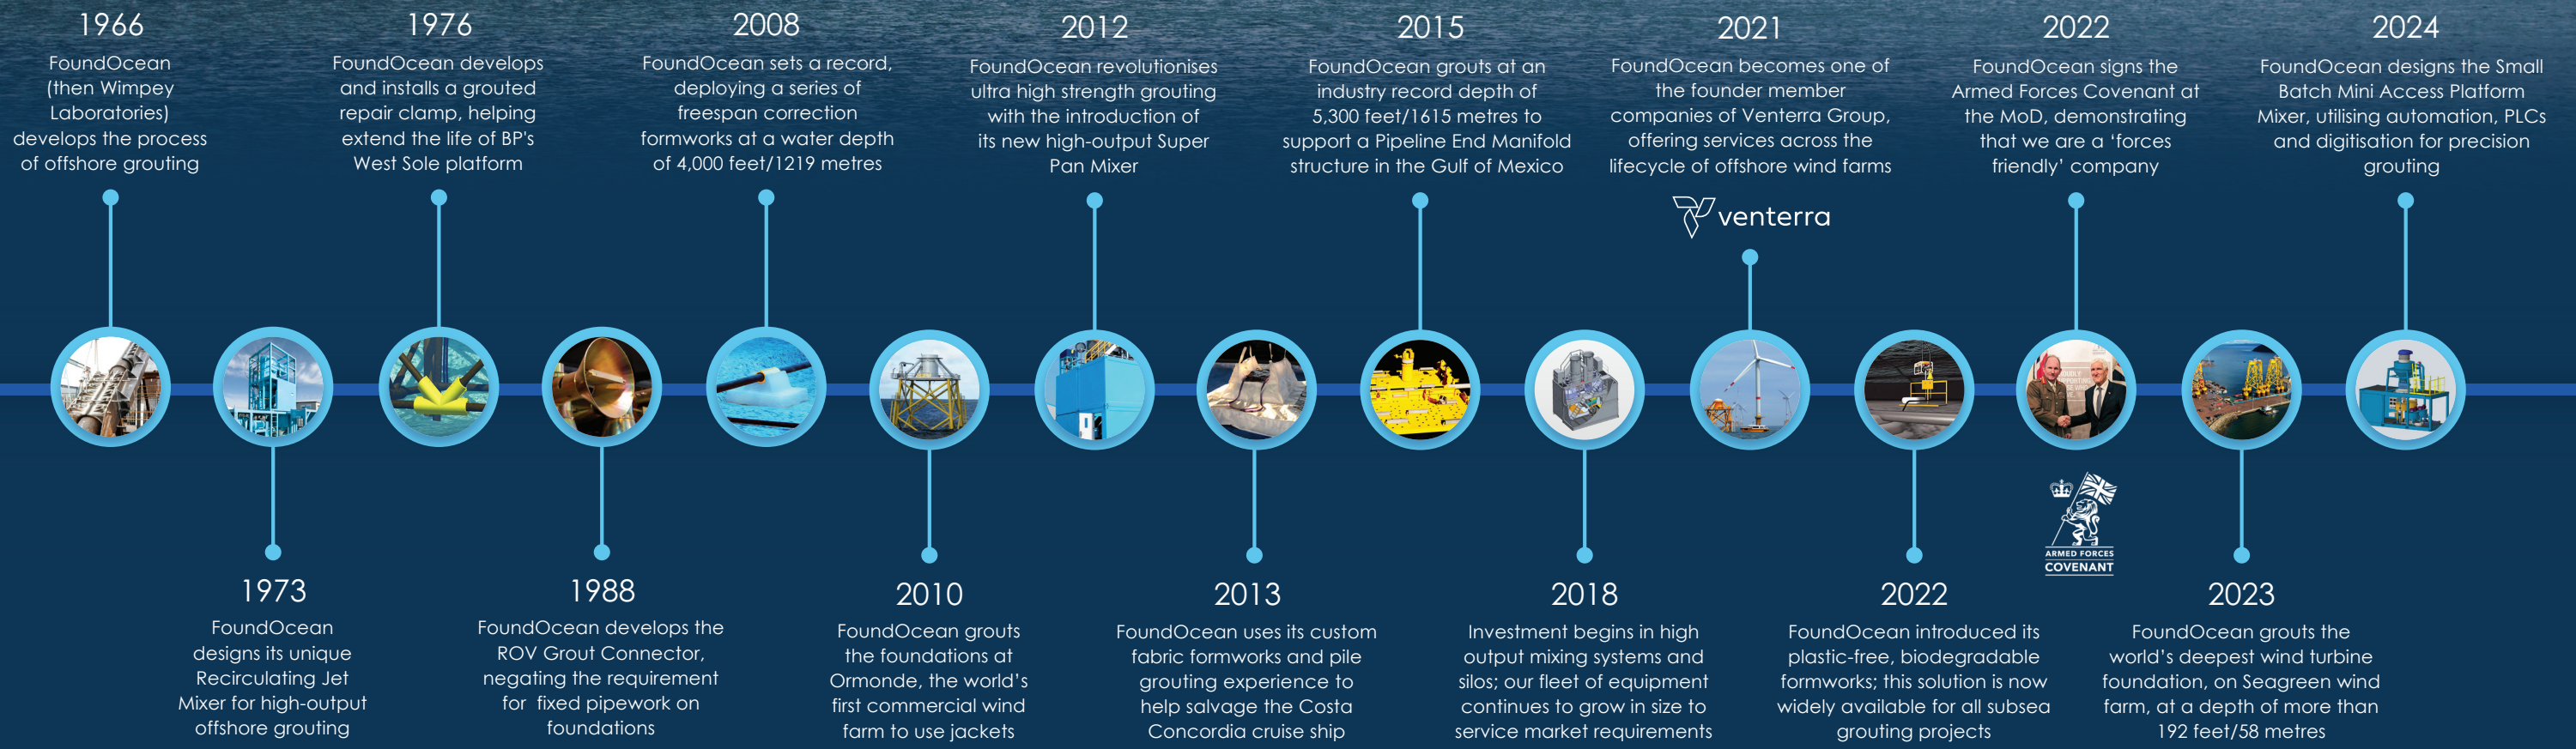 1966
FoundOcean
(then Wimpey
Laboratories)
develops the process
of offshore grouting
1973
FoundOcean
designs its unique
Recirculating Jet
Mixer for high-output
offshore grouting
1976
FoundOcean develops
and installs a grouted
repair clamp, helping
extend the life of BP's
West Sole platform
1988
FoundOcean develops the
ROV Grout Connector,
negating the requirement
for fixed pipework on
foundations
2008
FoundOcean sets a record,
deploying a series of
freespan correction
formworks at a water depth
of 4,000 feet/1219 metres
2010
FoundOcean grouts
the foundations at
Ormonde, the world’s
first commercial wind
farm to use jackets
2012
FoundOcean revolutionises
ultra high strength grouting
with the introduction of
its new high-output Super
Pan Mixer
2013
FoundOcean uses its custom
fabric formworks and pile
grouting experience to
help salvage the Costa
Concordia cruise ship
2015
FoundOcean grouts at an
industry record depth of
5,300 feet/1615 metres to
support a Pipeline End Manifold
structure in the Gulf of Mexico
2018
Investment begins in high
output mixing systems and
silos; our fleet of equipment
continues to grow in size to
service market requirements
2021
FoundOcean becomes one of
the founder member
companies of Venterra Group,
offering services across the
lifecycle of offshore wind farms
venterra
2022
FoundOcean introduced its
plastic-free, biodegradable
formworks; this solution is now
widely available for all subsea
grouting projects
2022
FoundOcean signs the
Armed Forces Covenant at
the MoD, demonstrating
that we are a ‘forces
friendly’ company
ARMED FORCES
COVENANT
2023
FoundOcean grouts the
world’s deepest wind turbine
foundation, on Seagreen wind
farm, at a depth of more than
192 feet/58 metres
2024
FoundOcean designs the Small
Batch Mini Access Platform
Mixer, utilising automation, PLCs
and digitisation for precision
grouting